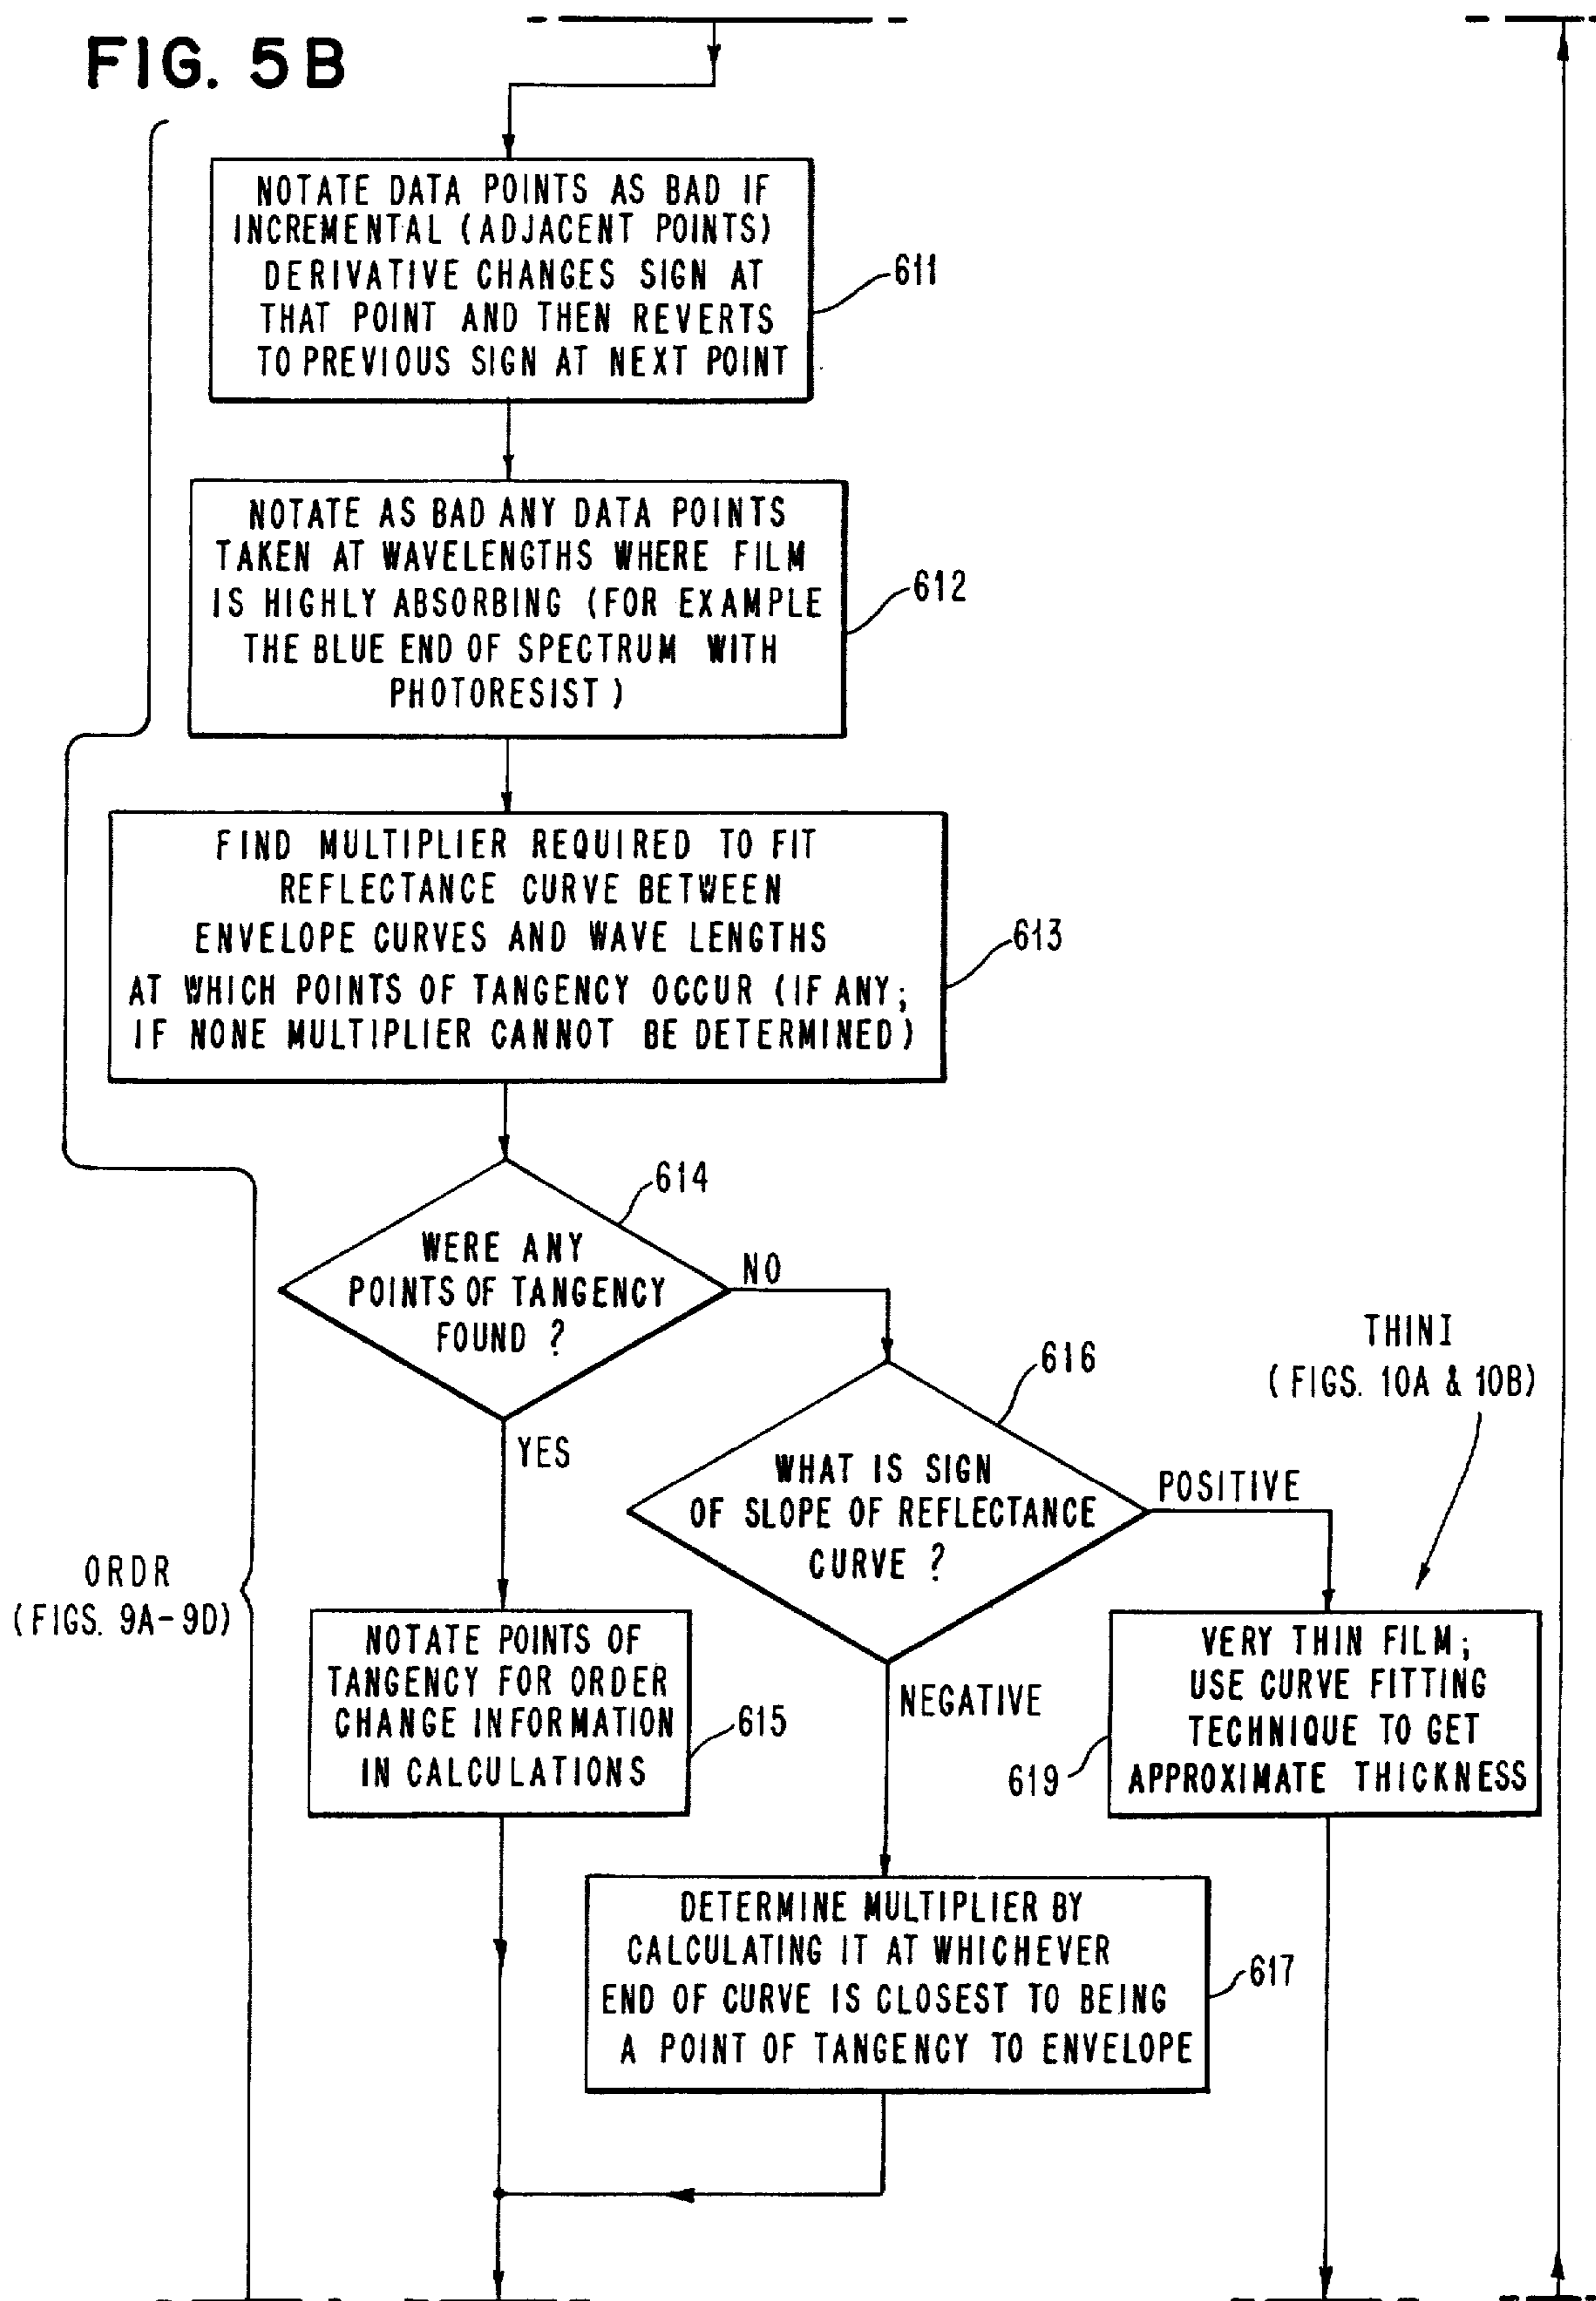 FIG. 5B
NOTATE DATA POINTS AS BAD IF
INCREMENTAL (ADJACENT POINTS)
DERIVATIVE CHANGES SIGN AT
THAT POINT AND THEN REVERTS
TO PREVIOUS SIGN AT NEXT POINT
611
NOTATE AS BAD ANY DATA POINTS
TAKEN AT WAVELENGTHS WHERE FILM
IS HIGHLY ABSORBING (FOR EXAMPLE
THE BLUE END OF SPECTRUM WITH
PHOTORESIST)
612
FIND MULTIPLIER REQUIRED TO FIT
REFLECTANCE CURVE BETWEEN
ENVELOPE CURVES AND WAVE LENGTHS
AT WHICH POINTS OF TANGENCY OCCUR (IF ANY;
IF NONE MULTIPLIER CANNOT BE DETERMINED)
613
614
WERE ANY
POINTS OF TANGENCY
FOUND ?
NO
YES
616
WHAT IS SIGN
OF SLOPE OF REFLECTANCE
CURVE ?
POSITIVE
NEGATIVE
THINI
(FIGS. 10A & 10B)
ORDR
(FIGS. 9A-9D)
NOTATE POINTS OF
TANGENCY FOR ORDER
CHANGE INFORMATION
IN CALCULATIONS
615
VERY THIN FILM;
USE CURVE FITTING
TECHNIQUE TO GET
APPROXIMATE THICKNESS
619
DETERMINE MULTIPLIER BY
CALCULATING IT AT WHICHEVER
END OF CURVE IS CLOSEST TO BEING
A POINT OF TANGENCY TO ENVELOPE
617